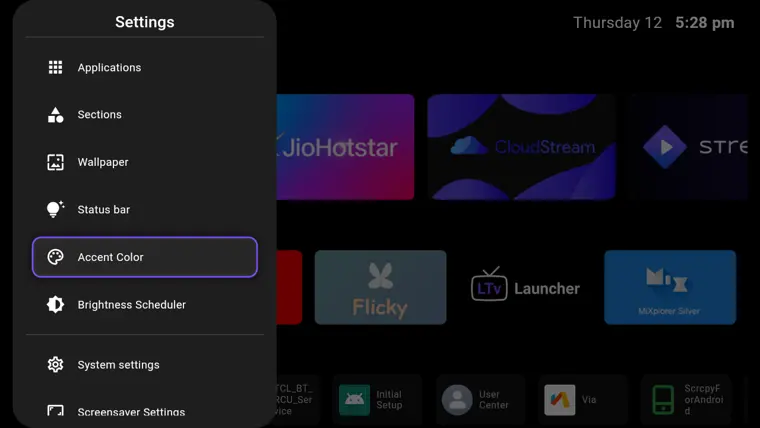 Settings
Thursday 12 5:28 pm
Applications
Sections
Wallpaper
Status bar
Accent Color
Brightness Scheduler
System settings
Screensaver Settings
JioHotstar
CloudStream
STRE
Flicky
LTv Launcher
MiXplorer Silver
TCL_BT_
RCU_Ser
vice
Initial
Setup
User
Center
Via
ScrcpyF
orAndroi
d